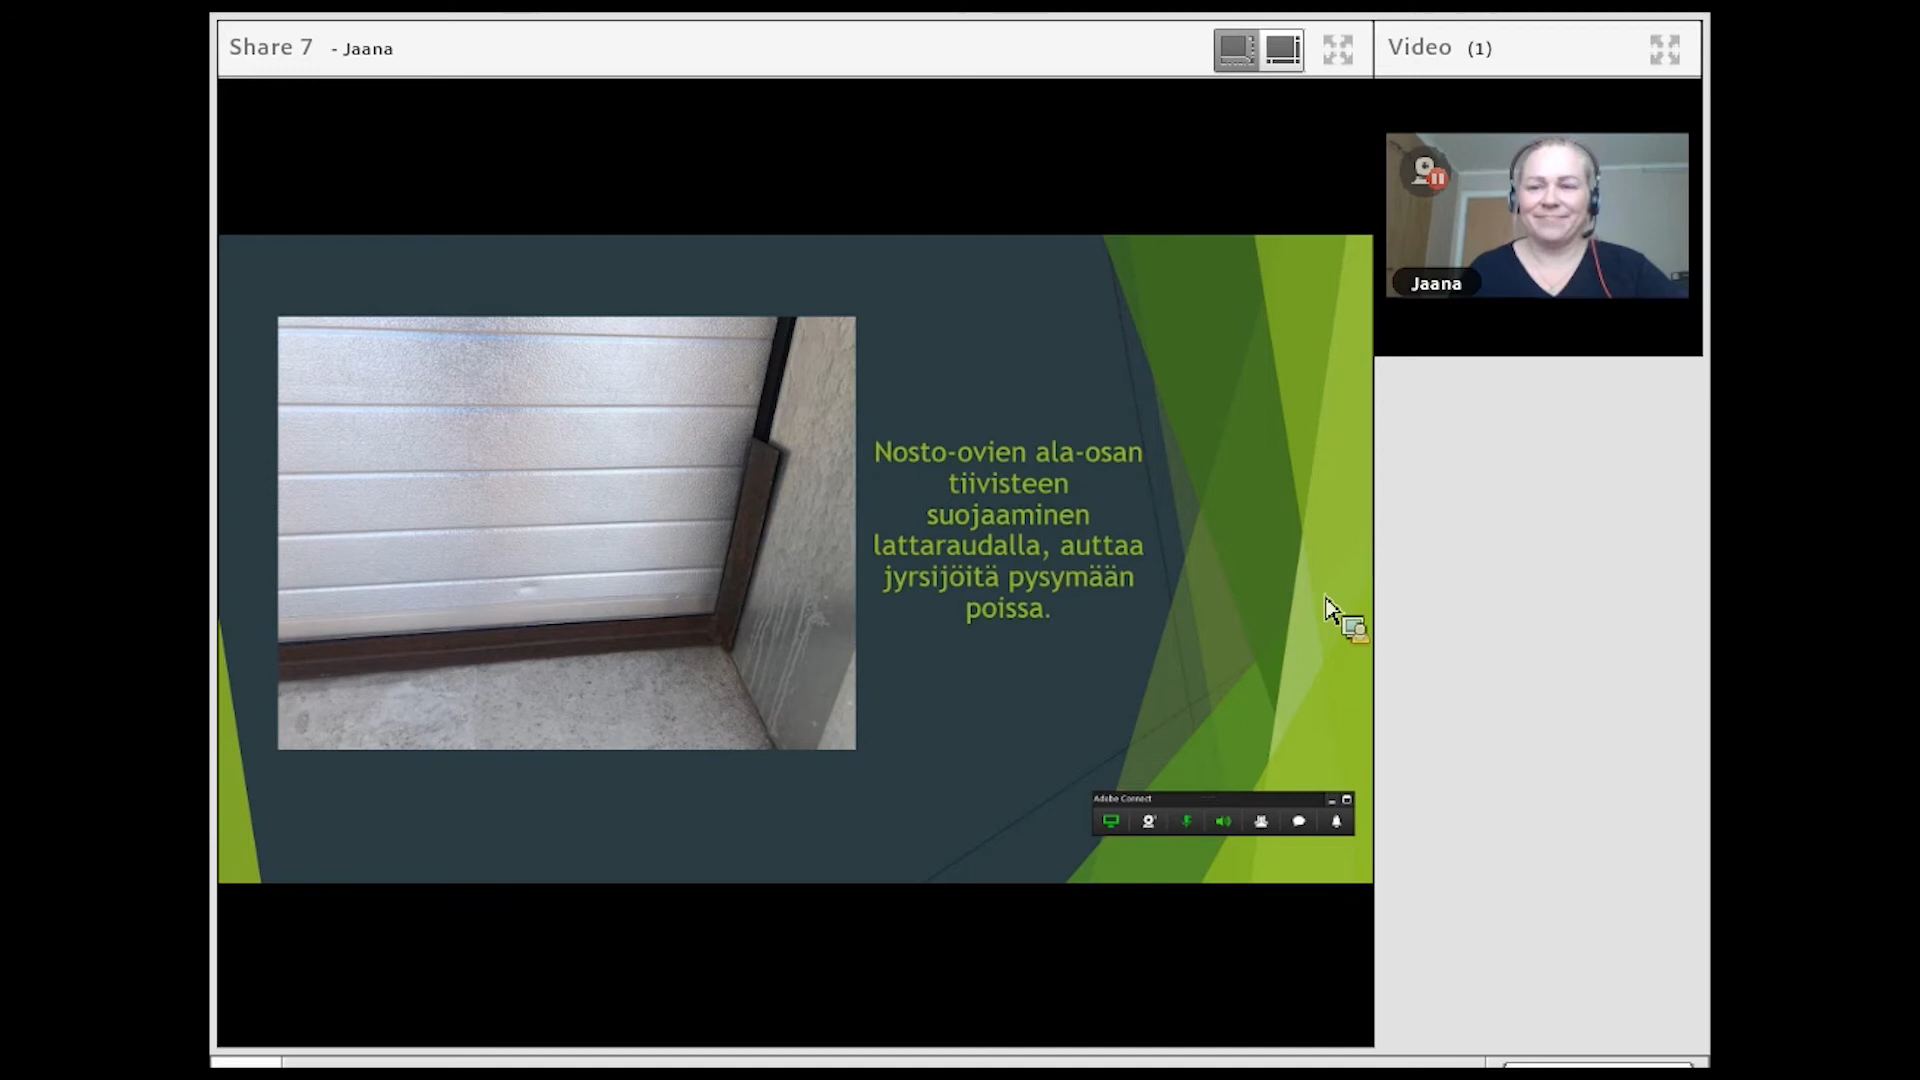 Share 7 - Jaana
Video (1)
Jaana
Nosto-ovien ala-osan
tiivisteen
suojaaminen
lattaraudalla, auttaa
jyrsijöitä pysymään
poissa.
Adobe Connect